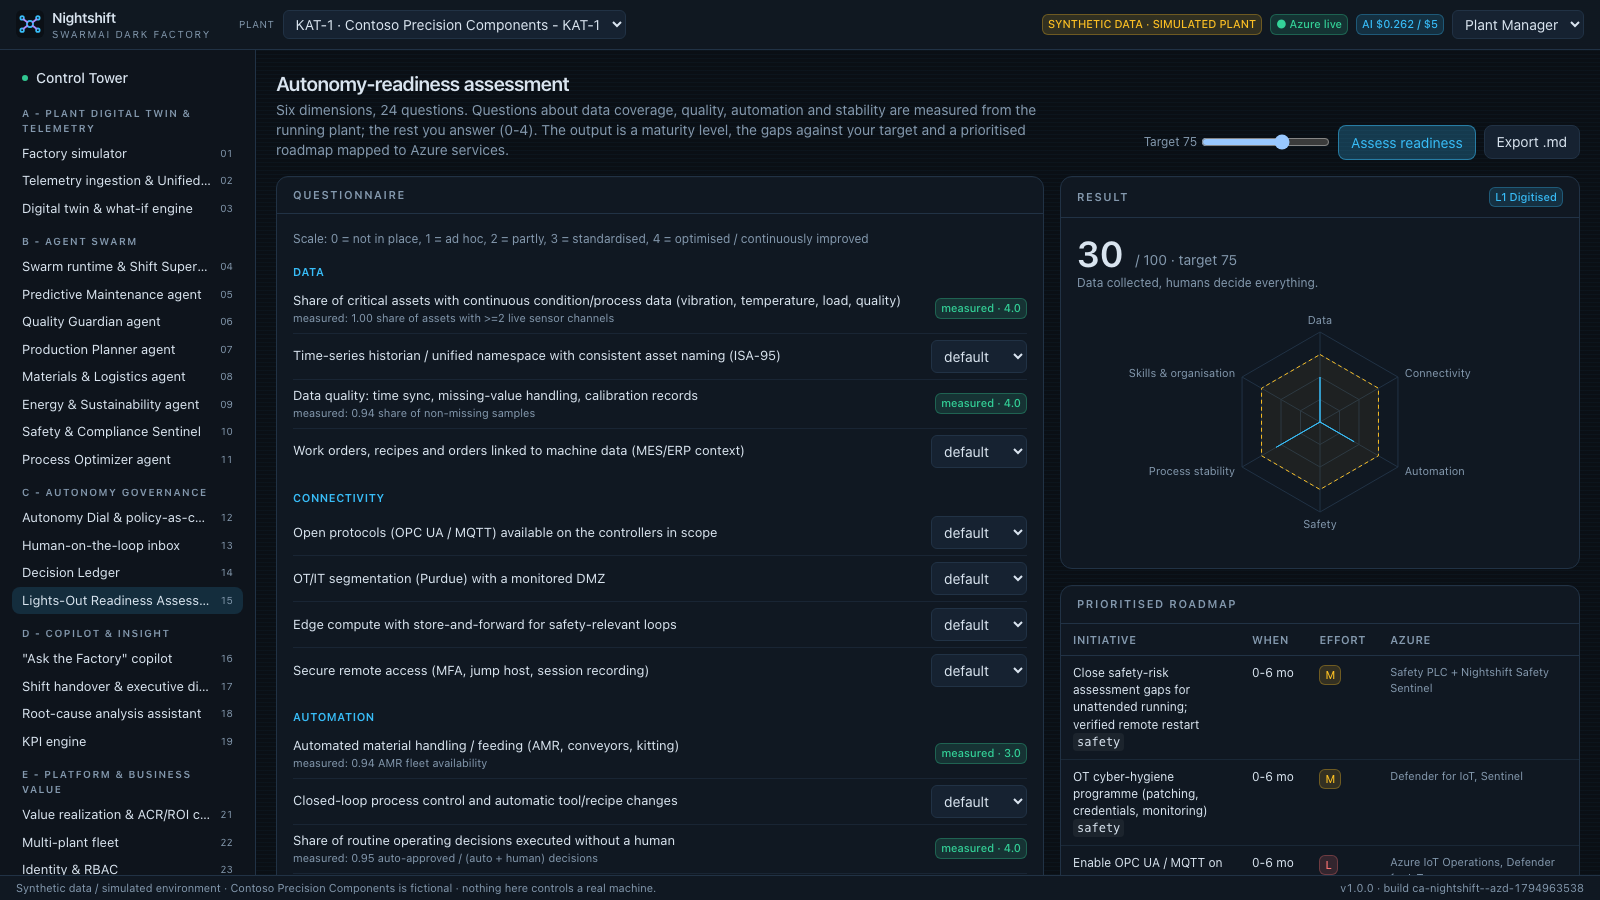 Nightshift
SWARMAI DARK FACTORY
PLANT
KAT-1 · Contoso Precision Components - KAT-1
SYNTHETIC DATA · SIMULATED PLANT
Azure live
AI $0.262 / $5
Plant Manager
Control Tower
A - PLANT DIGITAL TWIN &
TELEMETRY
Factory simulator 01
Telemetry ingestion & Unified... 02
Digital twin & what-if engine 03
B - AGENT SWARM
Swarm runtime & Shift Super... 04
Predictive Maintenance agent 05
Quality Guardian agent 06
Production Planner agent 07
Materials & Logistics agent 08
Energy & Sustainability agent 09
Safety & Compliance Sentinel 10
Process Optimizer agent 11
C - AUTONOMY GOVERNANCE
Autonomy Dial & policy-as-c... 12
Human-on-the-loop inbox 13
Decision Ledger 14
Lights-Out Readiness Assess... 15
D - COPILOT & INSIGHT
"Ask the Factory" copilot 16
Shift handover & executive di... 17
Root-cause analysis assistant 18
KPI engine 19
E - PLATFORM & BUSINESS
VALUE
Value realization & ACR/ROI c... 21
Multi-plant fleet 22
Identity & RBAC 23
Autonomy-readiness assessment
Six dimensions, 24 questions. Questions about data coverage, quality, automation and stability are measured from the
running plant; the rest you answer (0-4). The output is a maturity level, the gaps against your target and a prioritised
roadmap mapped to Azure services.
Target 75
Assess readiness
Export .md
QUESTIONNAIRE
Scale: 0 = not in place, 1 = ad hoc, 2 = partly, 3 = standardised, 4 = optimised / continuously improved
DATA
Share of critical assets with continuous condition/process data (vibration, temperature, load, quality)
measured: 1.00 share of assets with >=2 live sensor channels
measured · 4.0
Time-series historian / unified namespace with consistent asset naming (ISA-95)
default
Data quality: time sync, missing-value handling, calibration records
measured: 0.94 share of non-missing samples
measured · 4.0
Work orders, recipes and orders linked to machine data (MES/ERP context)
default
CONNECTIVITY
Open protocols (OPC UA / MQTT) available on the controllers in scope
default
OT/IT segmentation (Purdue) with a monitored DMZ
default
Edge compute with store-and-forward for safety-relevant loops
default
Secure remote access (MFA, jump host, session recording)
default
AUTOMATION
Automated material handling / feeding (AMR, conveyors, kitting)
measured: 0.94 AMR fleet availability
measured · 3.0
Closed-loop process control and automatic tool/recipe changes
default
Share of routine operating decisions executed without a human
measured: 0.95 auto-approved / (auto + human) decisions
measured · 4.0
RESULT
L1 Digitised
30 / 100 · target 75
Data collected, humans decide everything.
Data
Skills & organisation
Connectivity
Process stability
Automation
Safety
PRIORITISED ROADMAP
INITIATIVE WHEN EFFORT AZURE
Close safety-risk
assessment gaps for
unattended running;
verified remote restart
safety
0-6 mo
M
Safety PLC + Nightshift Safety
Sentinel
OT cyber-hygiene
programme (patching,
credentials, monitoring)
safety
0-6 mo
M
Defender for IoT, Sentinel
Enable OPC UA / MQTT on
0-6 mo
L
Azure IoT Operations, Defender
Synthetic data / simulated environment · Contoso Precision Components is fictional · nothing here controls a real machine.
v1.0.0 · build ca-nightshift--azd-1794963538